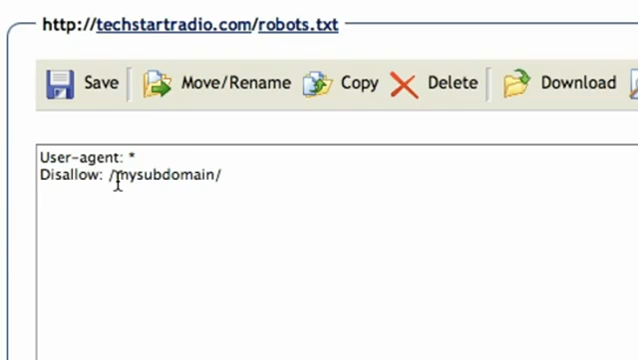 http://techstartradio.com/robots.txt
Save Move/Rename Copy Delete Download
User-agent: *
Disallow: /mysubdomain/